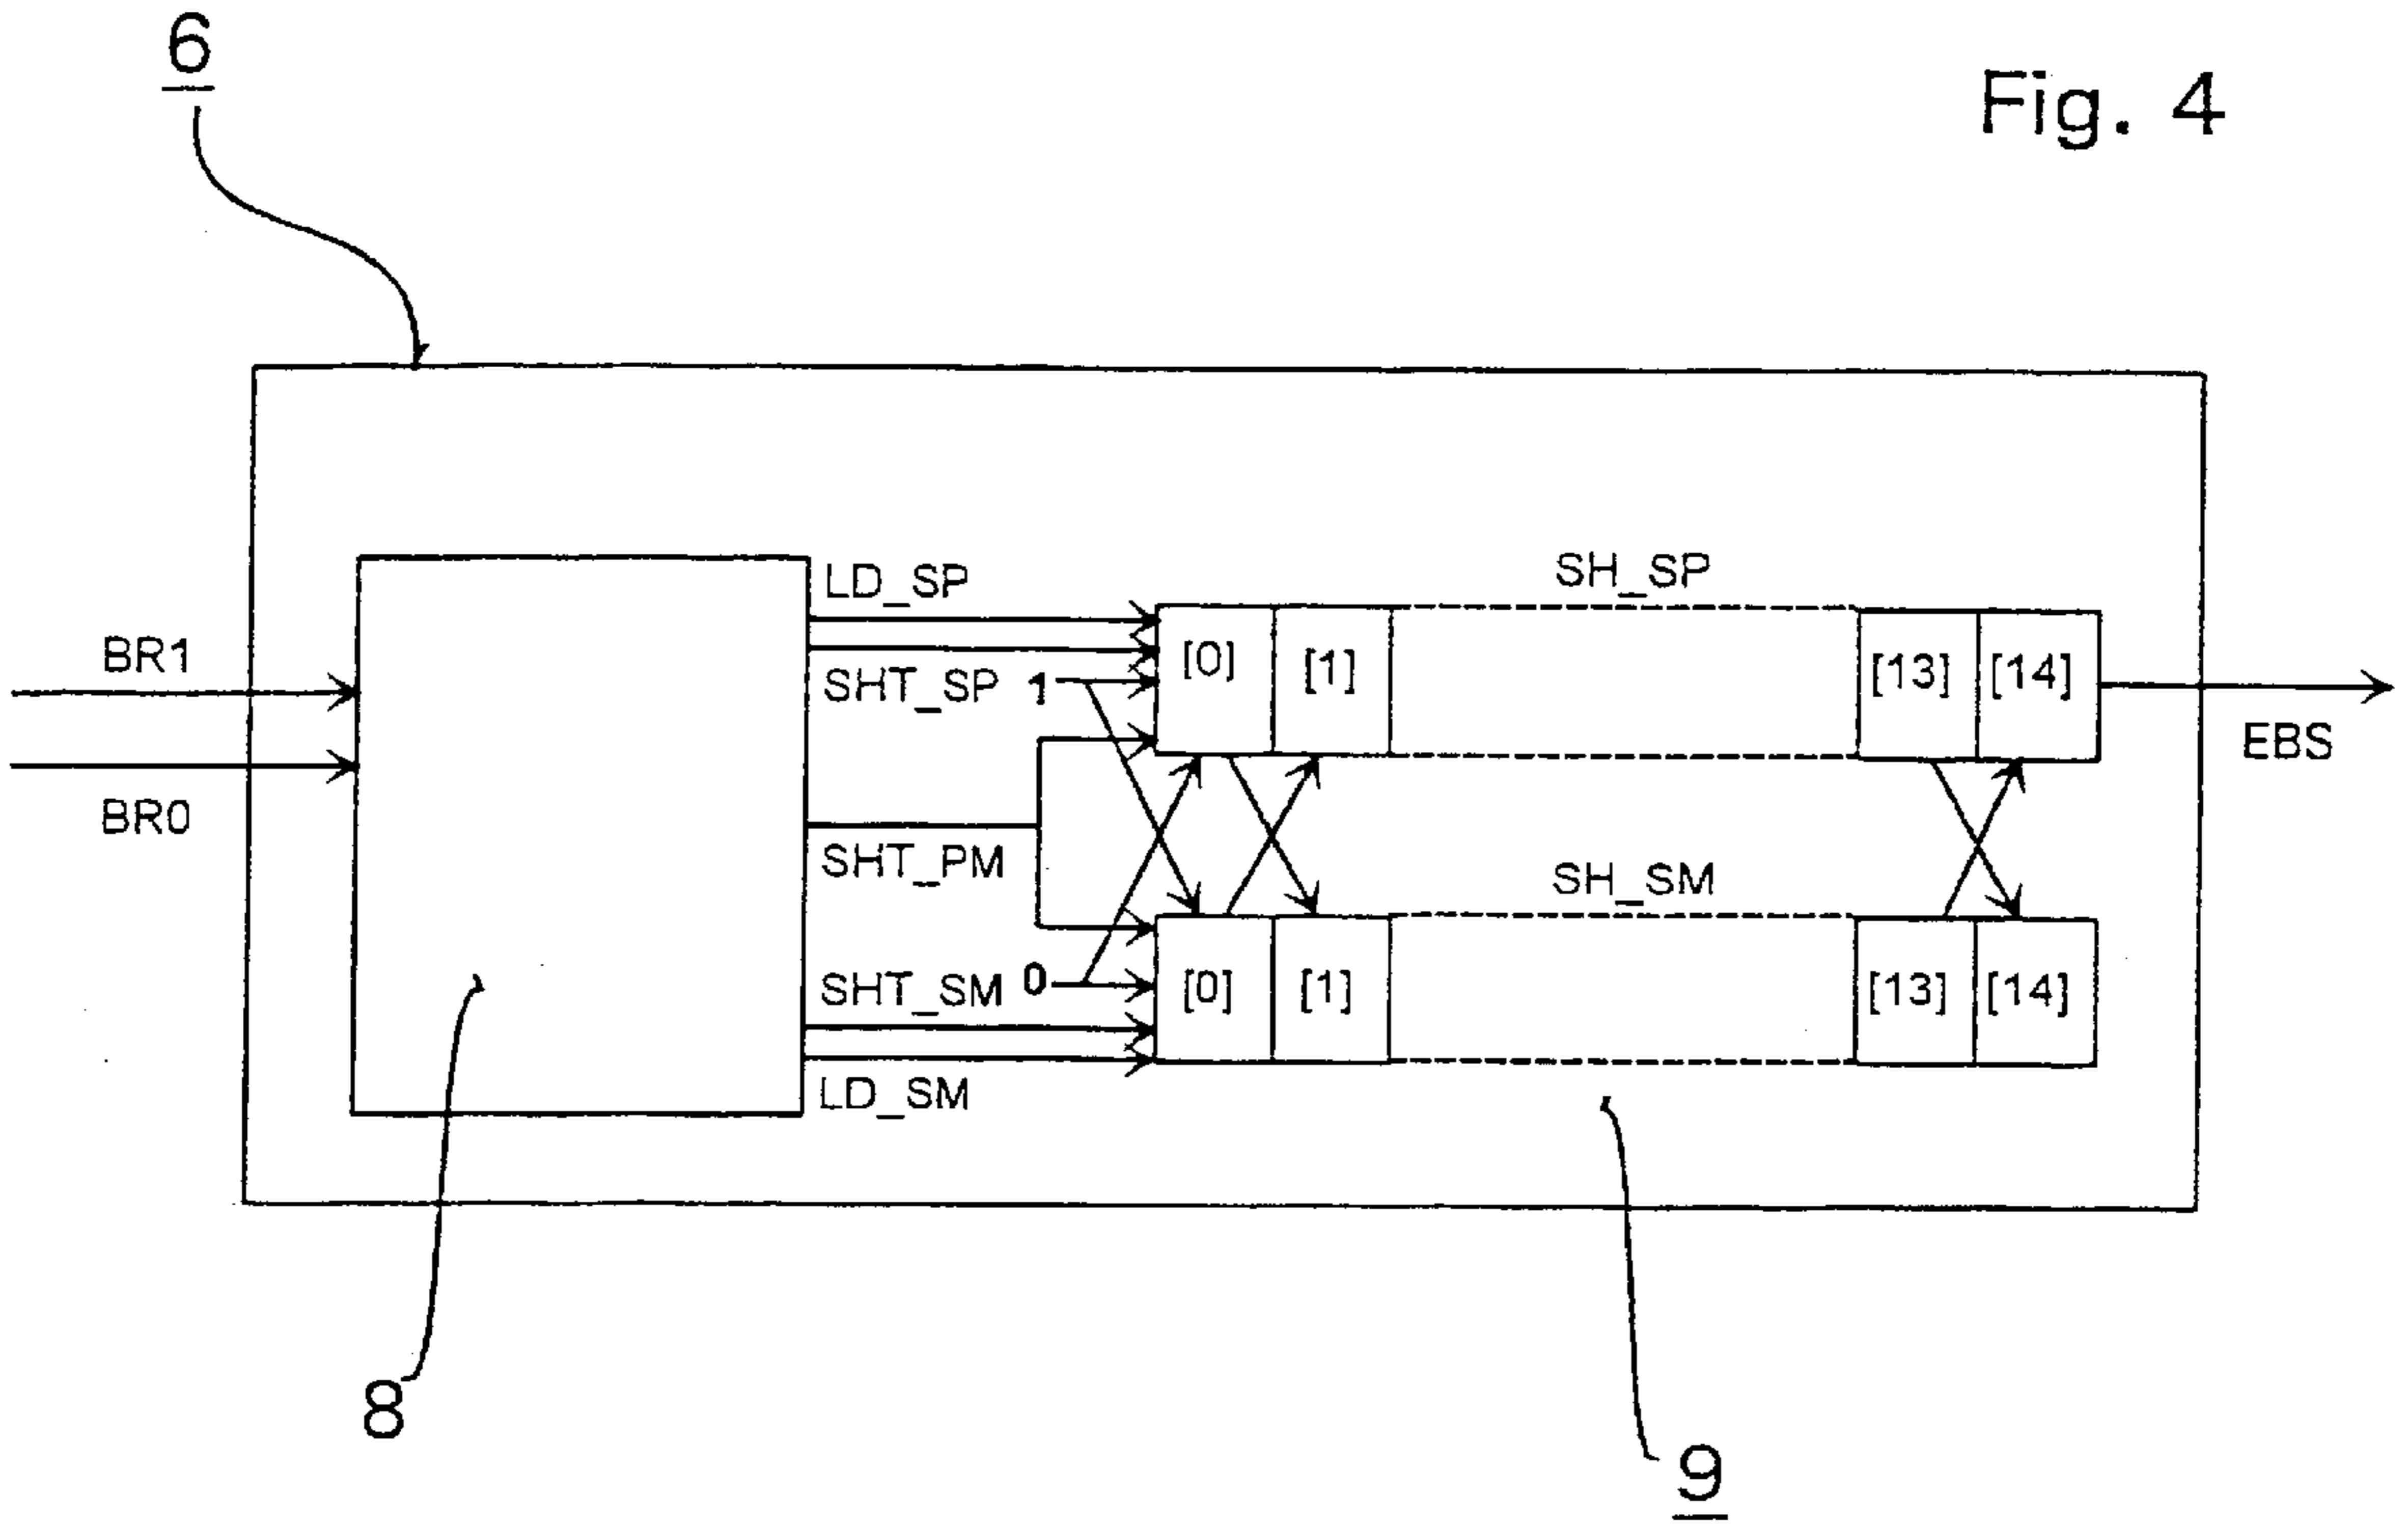 6
Fig. 4
LD_SP
SH_SP
BR1
SHT_SP 1
[0] [1] [13] [14]
EBS
BR0
SHT_PM
SH_SM
SHT_SM 0
[0] [1] [13] [14]
LD_SM
8
9